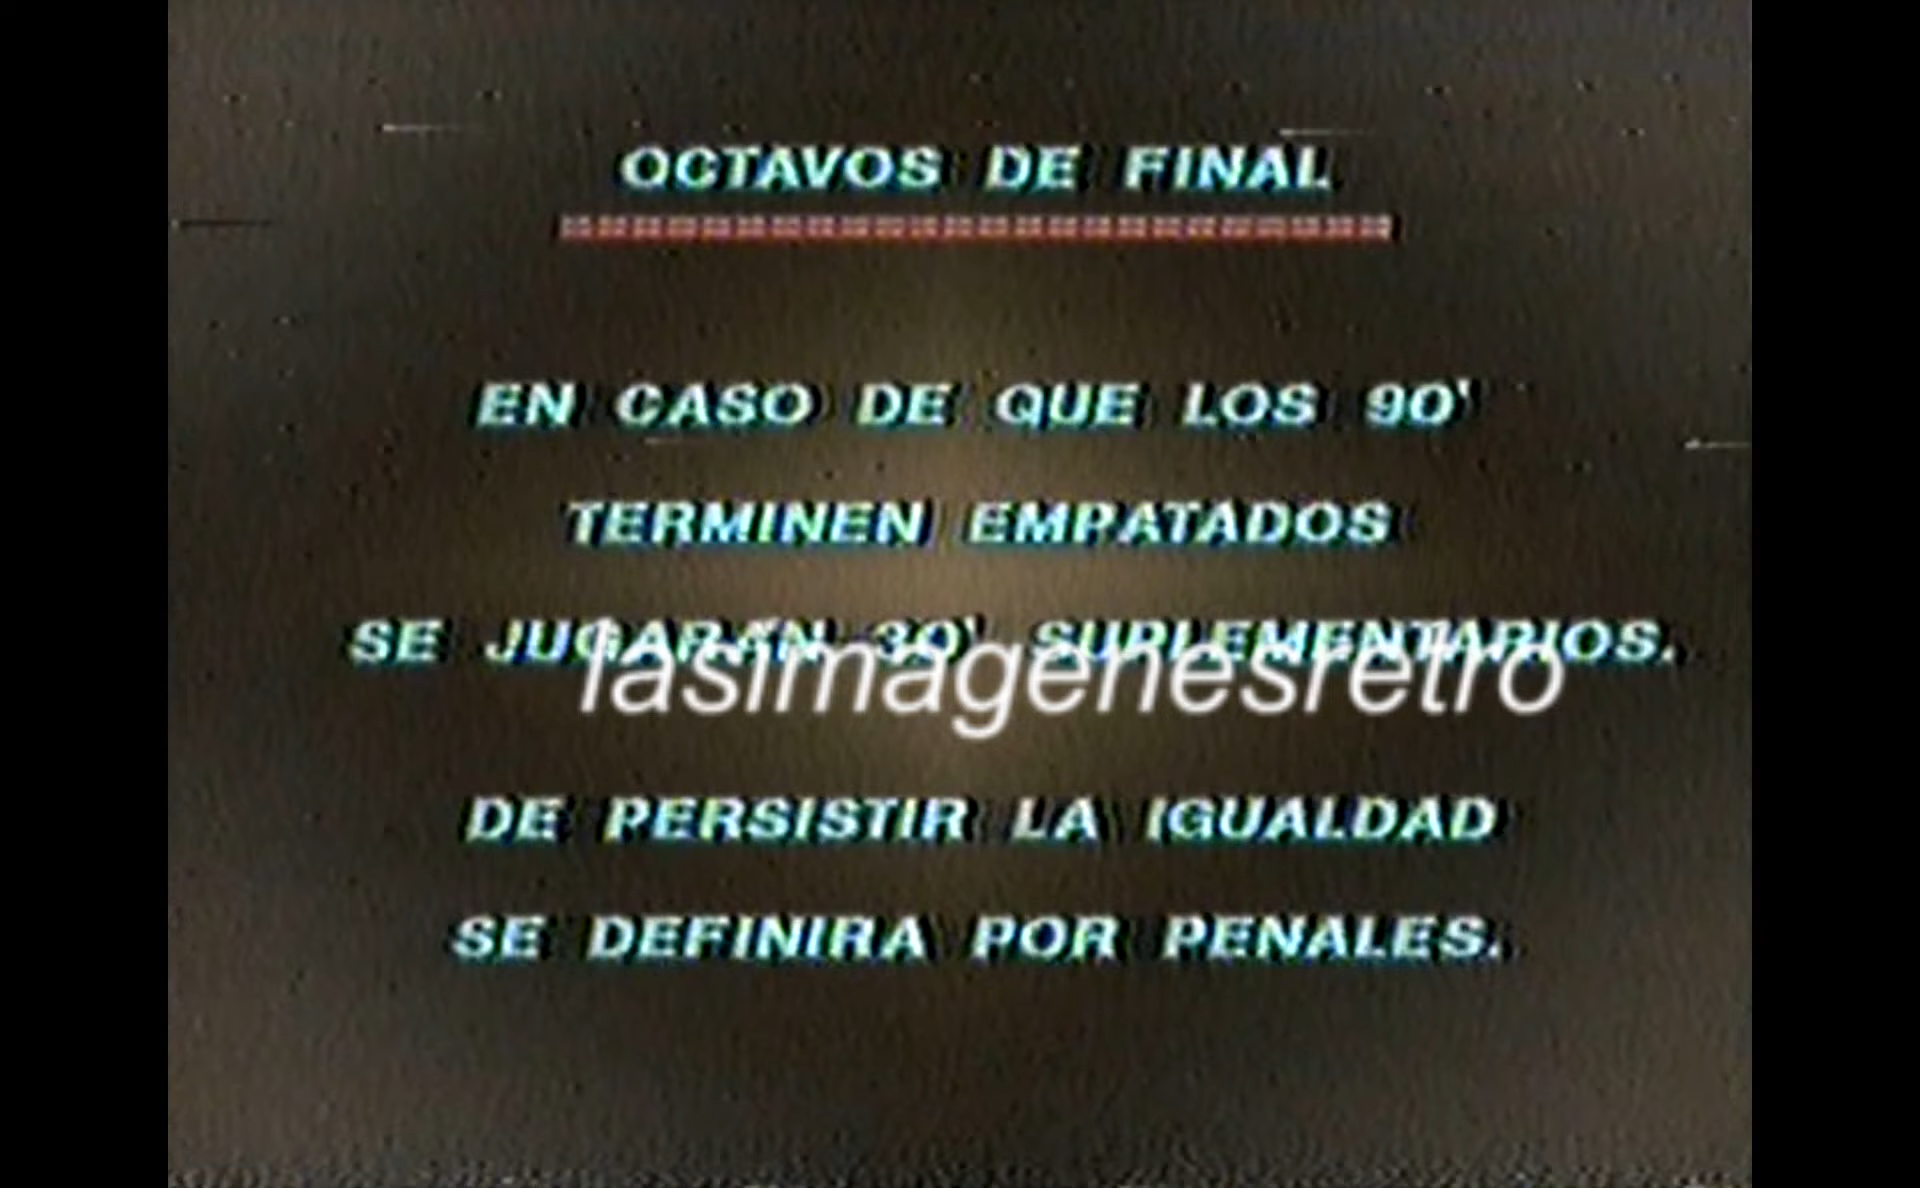 OCTAVOS DE FINAL
EN CASO DE QUE LOS 90'
TERMINEN EMPATADOS
SE JUGARAN 30' SUPLEMENTARIOS.
lasimagenesretro
DE PERSISTIR LA IGUALDAD
SE DEFINIRA POR PENALES.